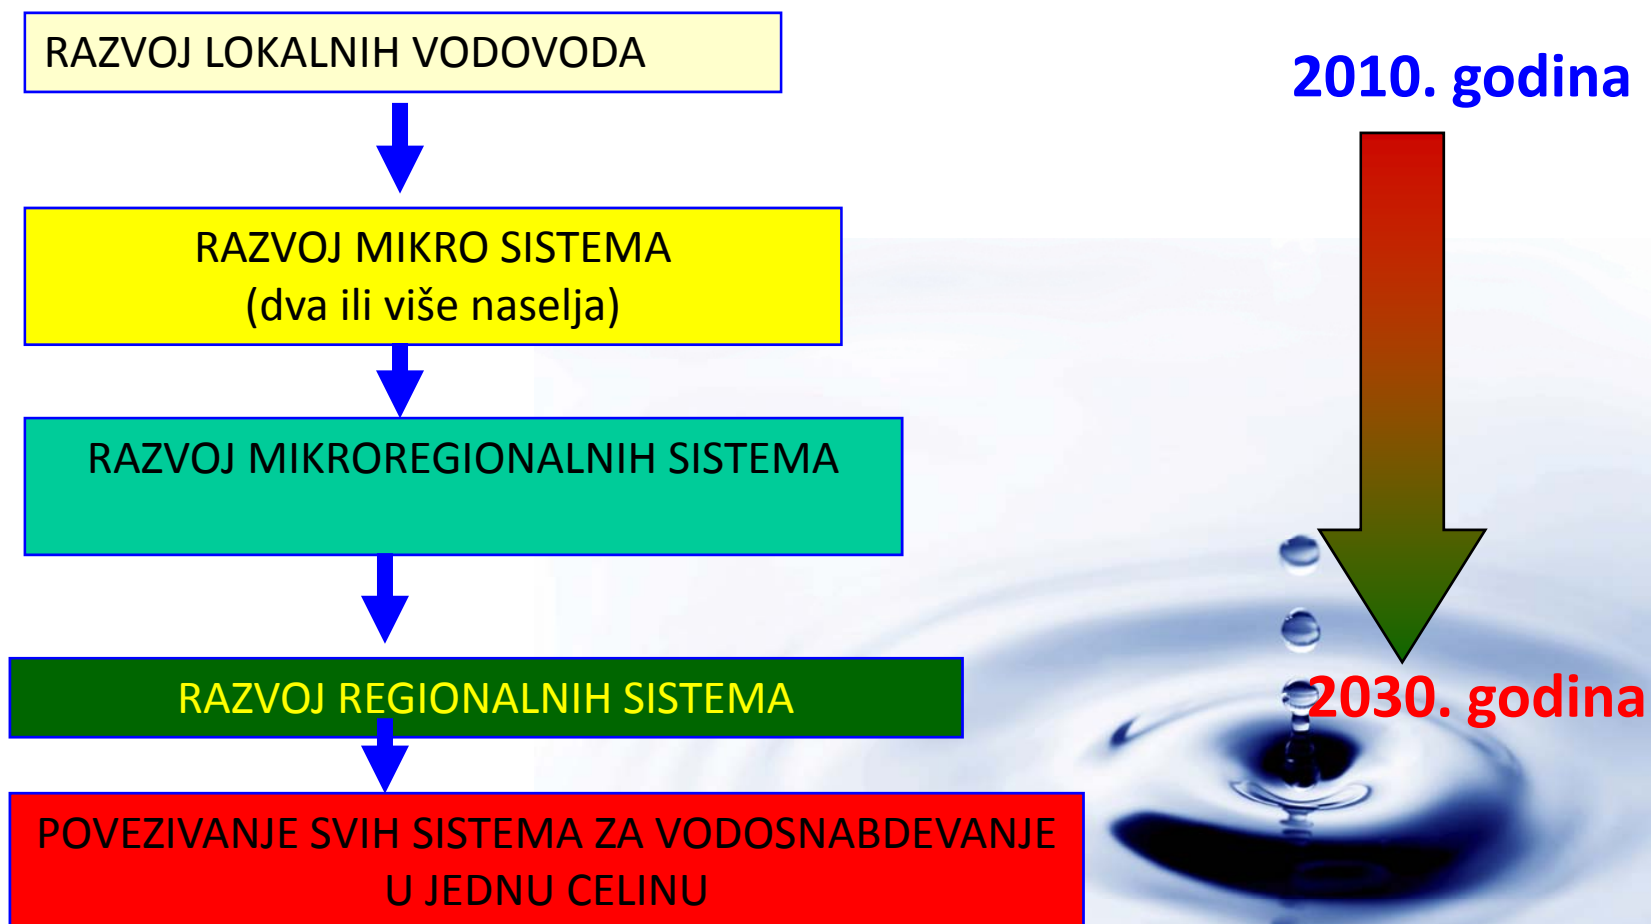 RAZVOJ LOKALNIH VODOVODA
2010. godina
RAZVOJ MIKRO SISTEMA
(dva ili više naselja)
RAZVOJ MIKROREGIONALNIH SISTEMA
RAZVOJ REGIONALNIH SISTEMA
2030. godina
POVEZIVANJE SVIH SISTEMA ZA VODOSNABDEVANJE
U JEDNU CELINU